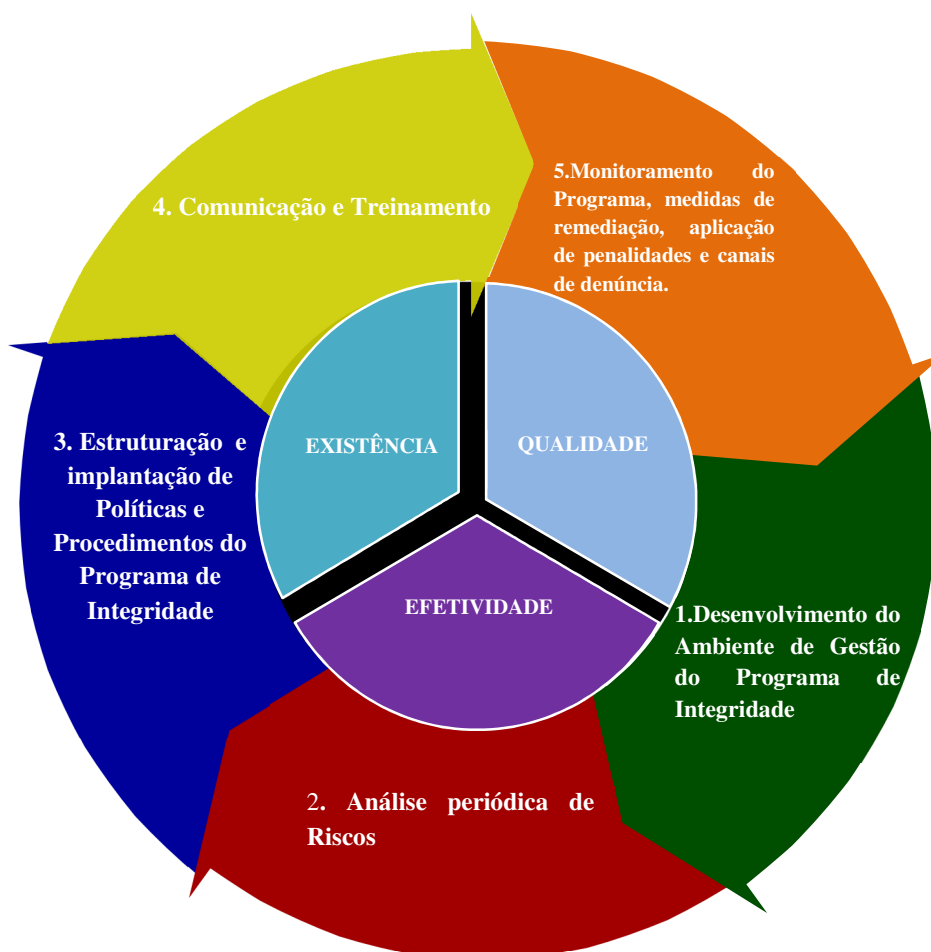 4. Comunicação e Treinamento
5.Monitoramento do
Programa, medidas de
remediação, aplicação
de penalidades e canais
de denúncia.
EXISTÊNCIA
QUALIDADE
3. Estruturação e
implantação de
Políticas e
Procedimentos do
Programa de
Integridade
EFETIVIDADE
1.Desenvolvimento do
Ambiente de Gestão
do Programa de
Integridade
2. Análise periódica de
Riscos